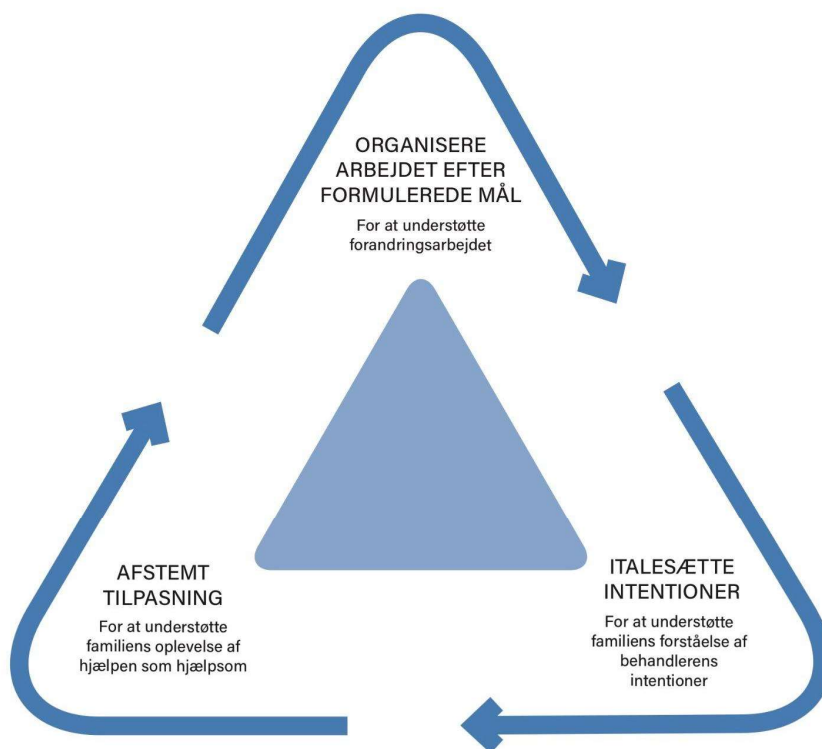 ORGANISERE
ARBEJDET EFTER
FORMULEREDE MÅL
For at understøtte
forandringsarbejdet
AFSTEMT
TILPASNING
For at understøtte
familiens oplevelse af
hjælpen som hjælpsom
ITALESÆTTE
INTENTIONER
For at understøtte
familiens forståelse af
behandlerens
intentioner